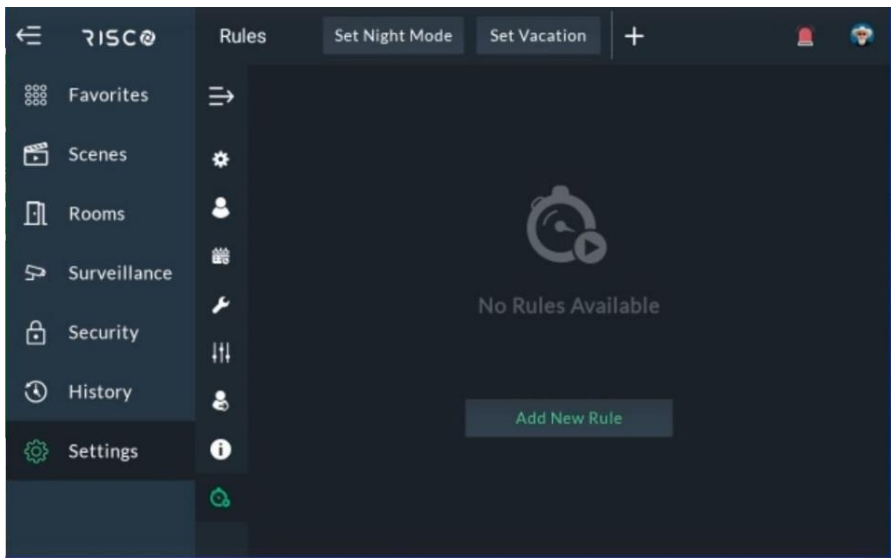 RISCO
Rules
Set Night Mode
Set Vacation
Favorites
Scenes
Rooms
Surveillance
Security
History
Settings
No Rules Available
Add New Rule